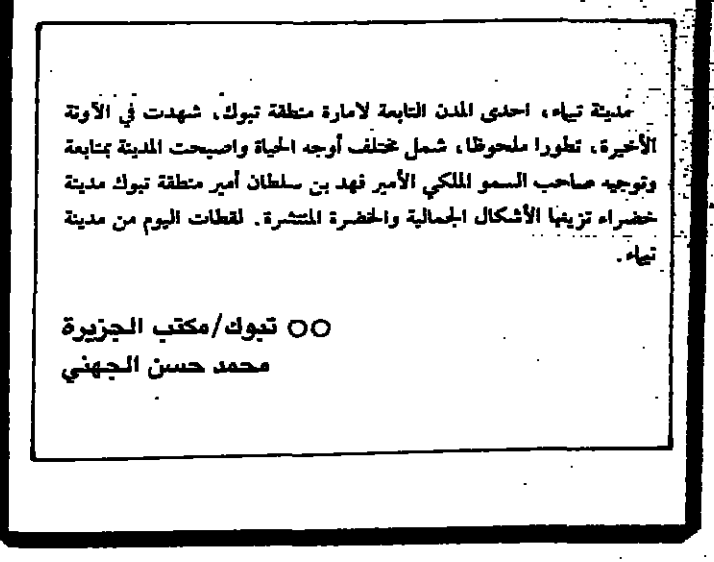 مدينة تيماء، احدى المدن التابعة لامارة منطقة تبوك، شهدت في الآونة
الأخيرة، تطورا ملحوظا، شمل مختلف أوجه الحياة واصبحت المدينة بمتابعة
وتوجيه صاحب السمو الملكي الأمير فهد بن سلطان أمير منطقة تبوك مدينة
خضراء تزينها الأشكال الجمالية والخضرة المنتشرة. لقطات اليوم من مدينة
تيماء.
○○ تبوك/مكتب الجزيرة
محمد حسن الجهني